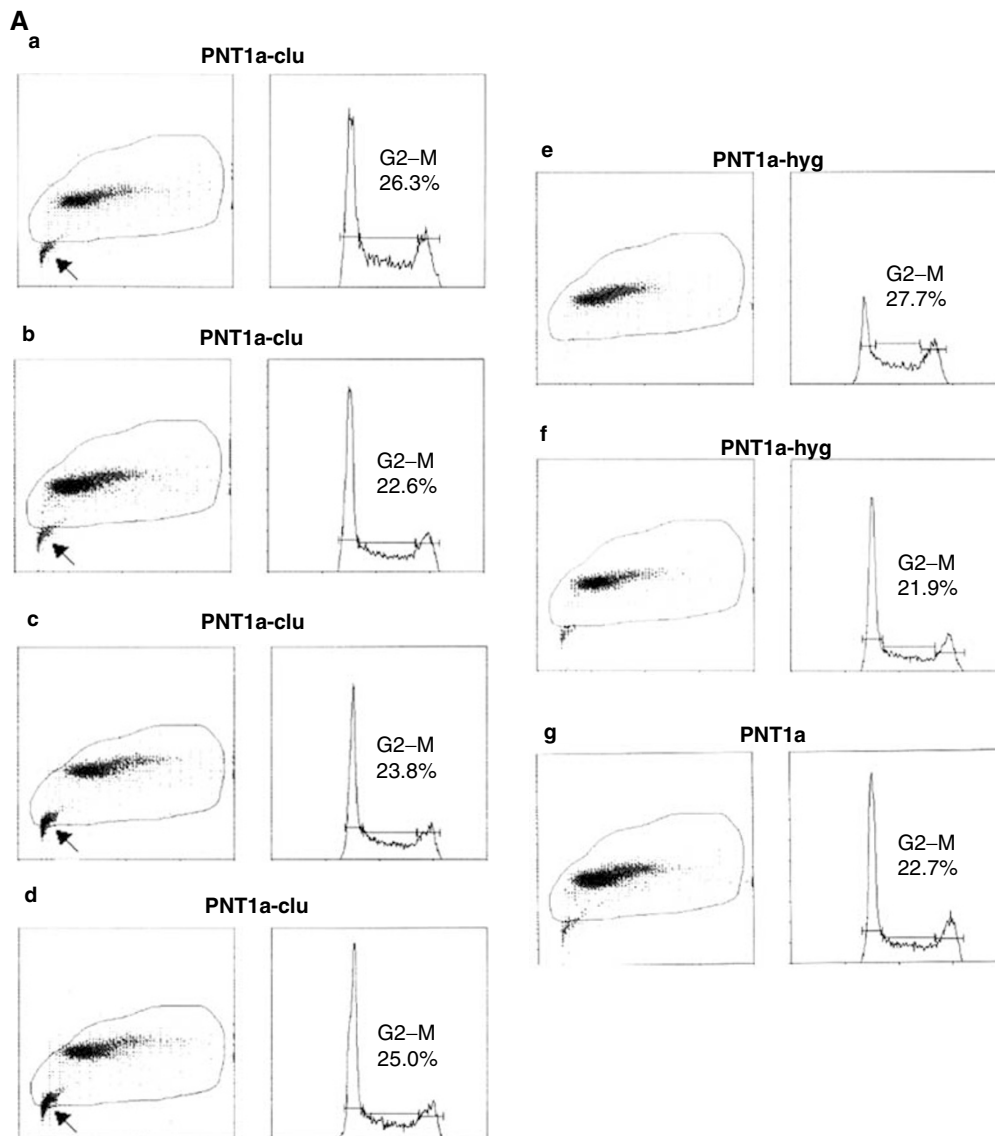 A
a
PNT1a-clu
G2–M
26.3%
b
PNT1a-clu
G2–M
22.6%
c
PNT1a-clu
G2–M
23.8%
d
PNT1a-clu
G2–M
25.0%
e
PNT1a-hyg
G2–M
27.7%
f
PNT1a-hyg
G2–M
21.9%
g
PNT1a
G2–M
22.7%